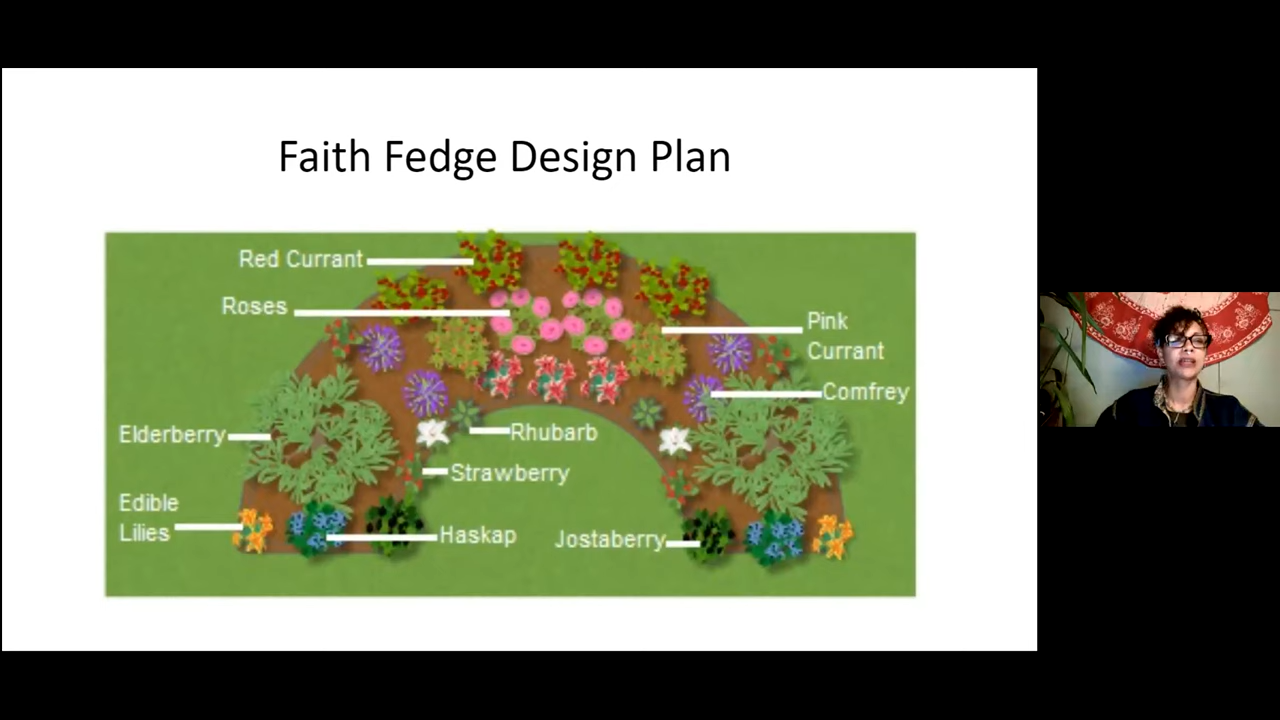 Faith Fedge Design Plan
Red Currant
Roses
Pink
Currant
Comfrey
Elderberry
Rhubarb
Strawberry
Edible
Lilies
Haskap
Jostaberry